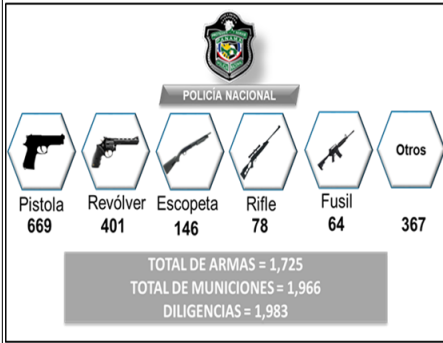 PANAMÁ
POLICÍA NACIONAL
Otros
Pistola Revólver Escopeta Rifle Fusil
669 401 146 78 64 367
TOTAL DE ARMAS = 1,725
TOTAL DE MUNICIONES = 1,966
DILIGENCIAS = 1,983